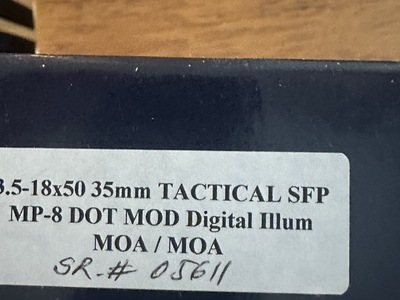 3.5-18x50 35mm TACTICAL SFP
MP-8 DOT MOD Digital Illum
MOA / MOA
SR.# 05611